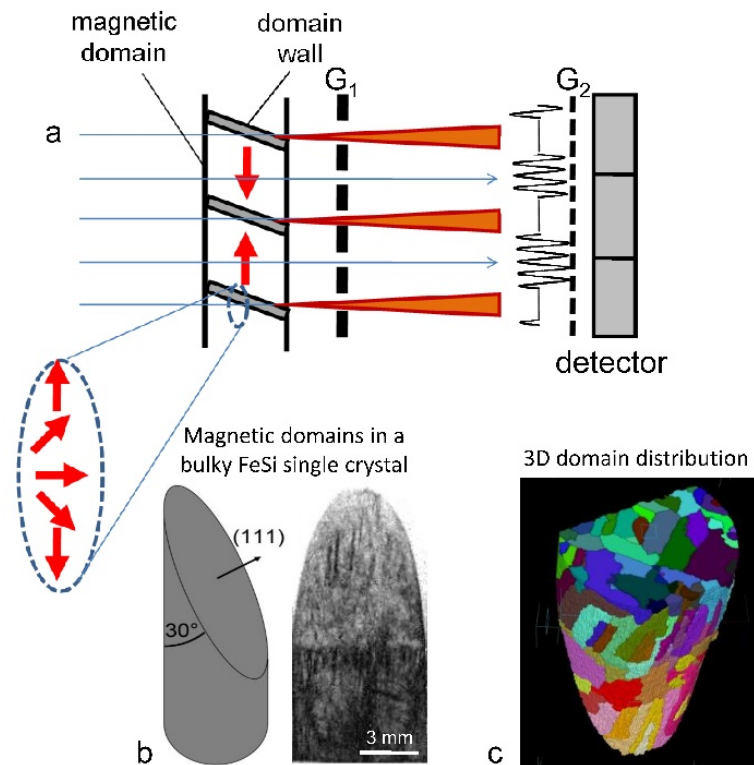 magnetic
domain
domain
wall
G1
G2
a
detector
Magnetic domains in a
bulky FeSi single crystal
3D domain distribution
(111)
30°
3 mm
b
c